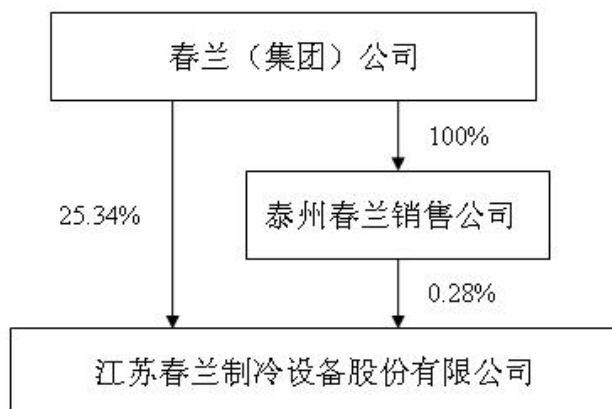 春兰（集团）公司
100%
25.34%
泰州春兰销售公司
0.28%
江苏春兰制冷设备股份有限公司